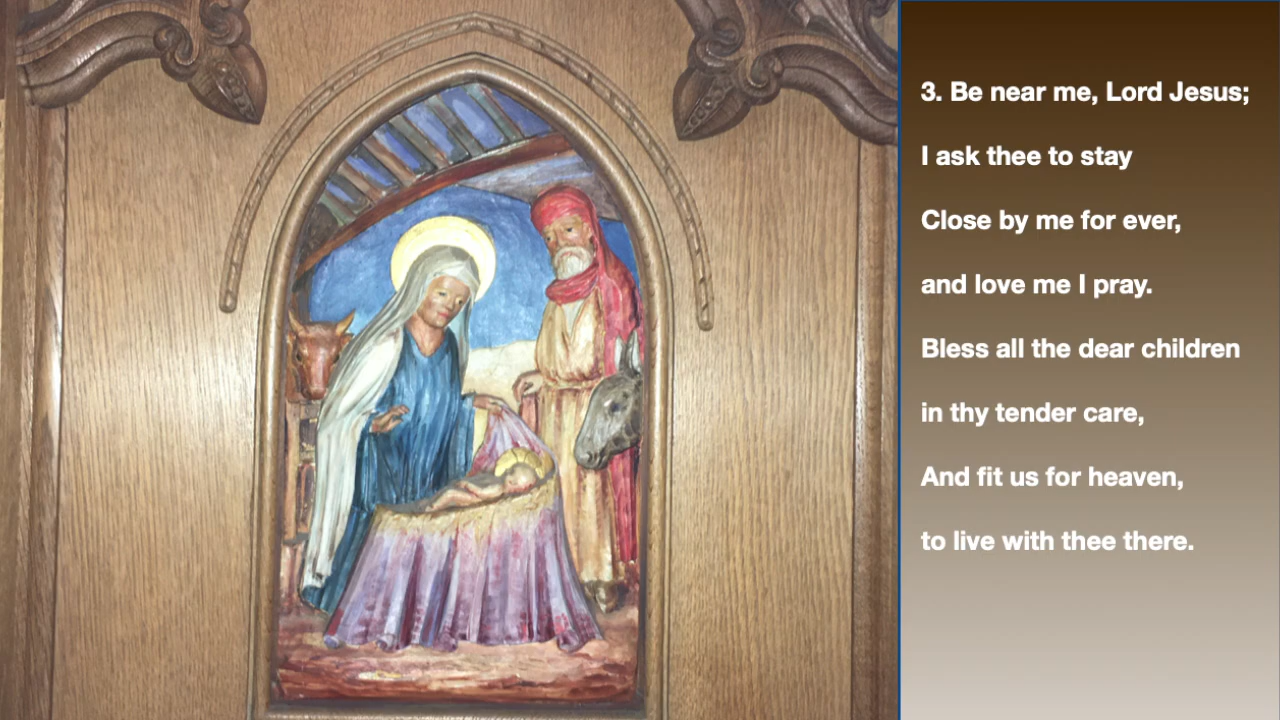 3. Be near me, Lord Jesus;
I ask thee to stay
Close by me for ever,
and love me I pray.
Bless all the dear children
in thy tender care,
And fit us for heaven,
to live with thee there.